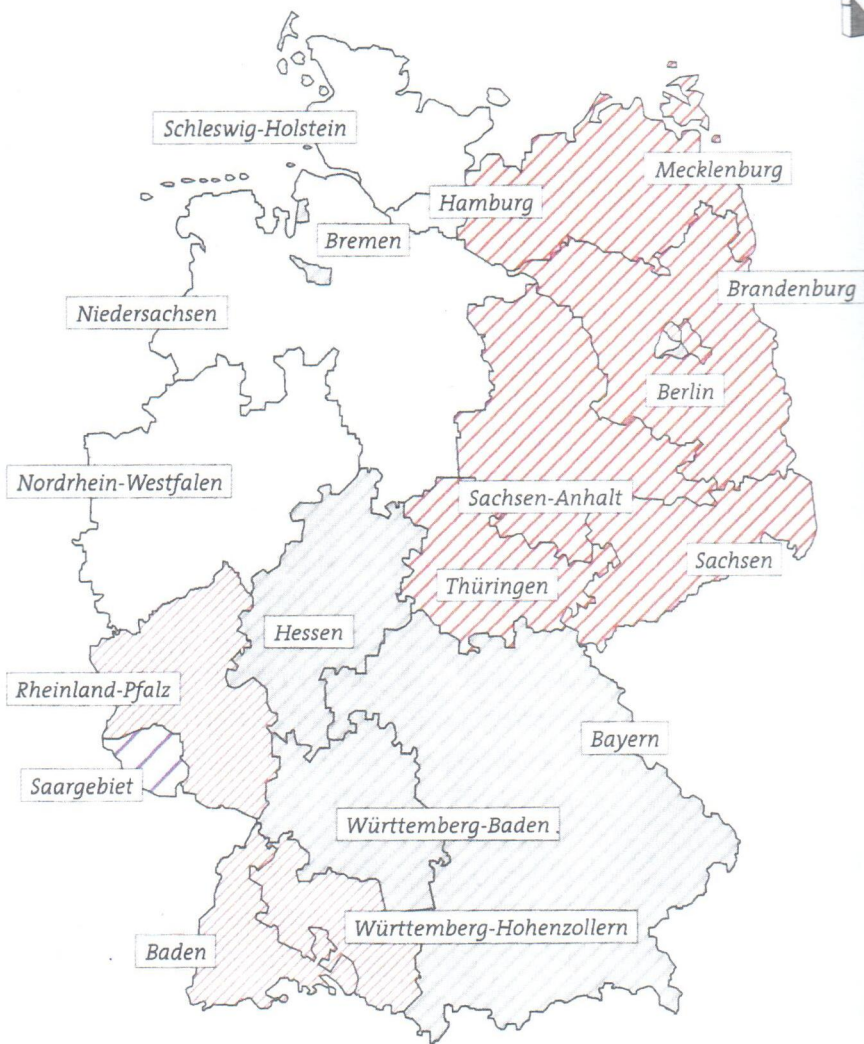 Schleswig-Holstein
Mecklenburg
Hamburg
Bremen
Brandenburg
Niedersachsen
Berlin
Nordrhein-Westfalen
Sachsen-Anhalt
Sachsen
Thüringen
Hessen
Rheinland-Pfalz
Bayern
Saargebiet
Württemberg-Baden
Württemberg-Hohenzollern
Baden